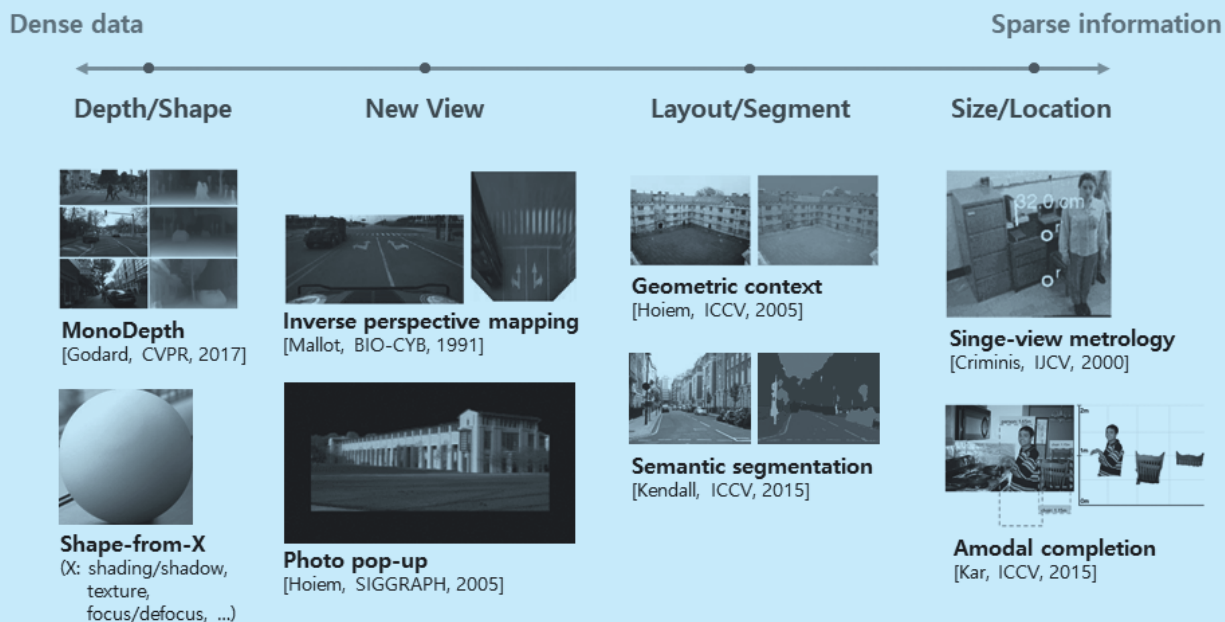 Dense data
Sparse information
Depth/Shape
New View
Layout/Segment
Size/Location
MonoDepth
[Godard, CVPR, 2017]
Shape-from-X
(X: shading/shadow,
texture,
focus/defocus, ...)
Inverse perspective mapping
[Mallot, BIO-CYB, 1991]
Photo pop-up
[Hoiem, SIGGRAPH, 2005]
Geometric context
[Hoiem, ICCV, 2005]
Semantic segmentation
[Kendall, ICCV, 2015]
32.0 cm
r
Singe-view metrology
[Criminis, IJCV, 2000]
2m
1m
0m
Amodal completion
[Kar, ICCV, 2015]